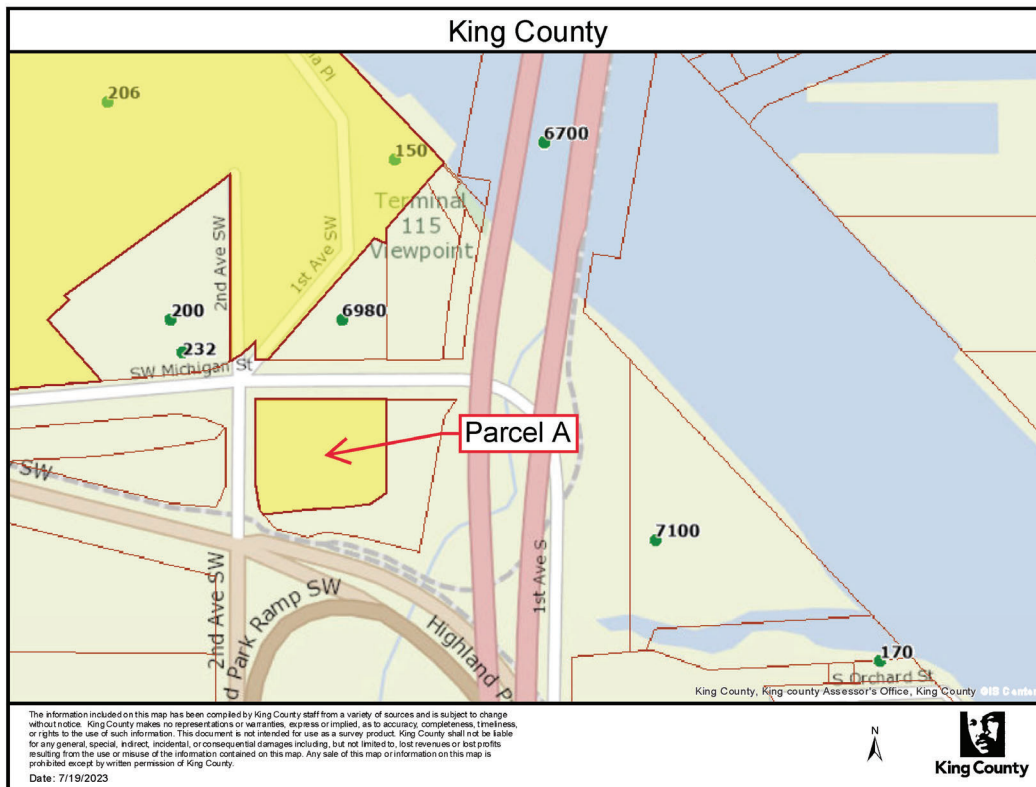 King County
206
na Pl
150
6700
Terminal
115
Viewpoint
2nd Ave SW
1st Ave SW
200
6980
232
SW Michigan St
Parcel A
SW
7100
1st Ave S
2nd Ave SW
d Park Ramp SW
Highland P
170
S Orchard St
King County, King county Assessor's Office, King County GIS Center
The information included on this map has been compiled by King County staff from a variety of sources and is subject to change
without notice. King County makes no representations or warranties, express or implied, as to accuracy, completeness, timeliness,
or rights to the use of such information. This document is not intended for use as a survey product. King County shall not be liable
for any general, special, indirect, incidental, or consequential damages including, but not limited to, lost revenues or lost profits
resulting from the use or misuse of the information contained on this map. Any sale of this map or information on this map is
prohibited except by written permission of King County.
Date: 7/19/2023
N
King County